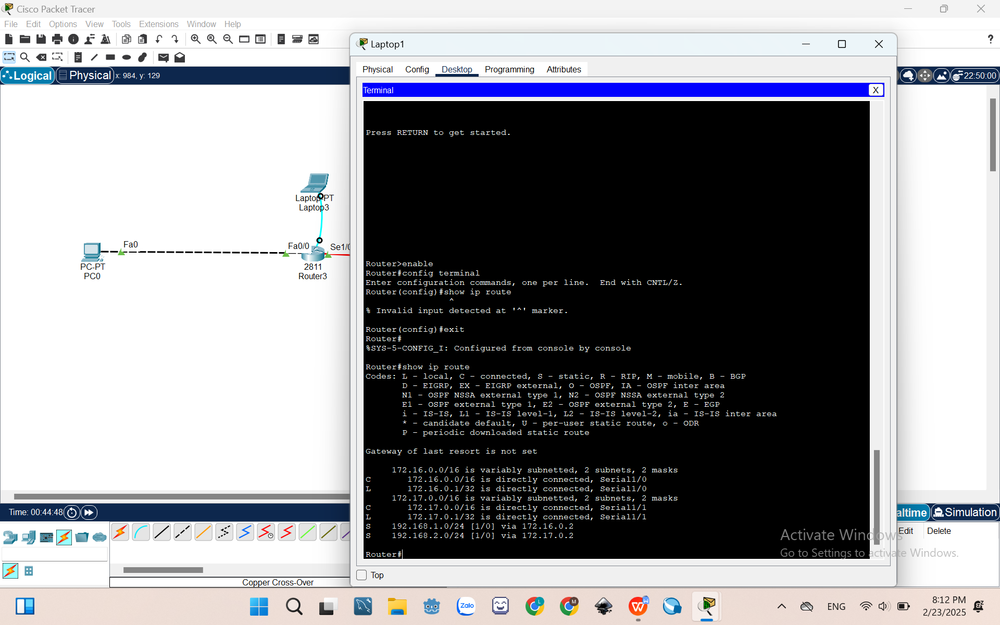 Cisco Packet Tracer
File Edit Options View Tools Extensions Window Help
?
Logical Physical x: 984, y: 129
22:50:00
Laptop-PT
Laptop3
Fa0
Fa0/0
Se1/0
PC-PT
PC0
2811
Router3
Laptop1
Physical Config Desktop Programming Attributes
Terminal
X
Press RETURN to get started.
Router>enable
Router#config terminal
Enter configuration commands, one per line.  End with CNTL/Z.
Router(config)#show ip route
^
% Invalid input detected at '^' marker.
Router(config)#exit
Router#
%SYS-5-CONFIG_I: Configured from console by console
Router#show ip route
Codes: L - local, C - connected, S - static, R - RIP, M - mobile, B - BGP
D - EIGRP, EX - EIGRP external, O - OSPF, IA - OSPF inter area
N1 - OSPF NSSA external type 1, N2 - OSPF NSSA external type 2
E1 - OSPF external type 1, E2 - OSPF external type 2, E - EGP
i - IS-IS, L1 - IS-IS level-1, L2 - IS-IS level-2, ia - IS-IS inter area
* - candidate default, U - per-user static route, o - ODR
P - periodic downloaded static route
Gateway of last resort is not set
172.16.0.0/16 is variably subnetted, 2 subnets, 2 masks
C 172.16.0.0/16 is directly connected, Serial1/0
L 172.16.0.1/32 is directly connected, Serial1/0
172.17.0.0/16 is variably subnetted, 2 subnets, 2 masks
C 172.17.0.0/16 is directly connected, Serial1/1
L 172.17.0.1/32 is directly connected, Serial1/1
S 192.168.1.0/24 [1/0] via 172.16.0.2
S 192.168.2.0/24 [1/0] via 172.17.0.2
Router#
Top
Time: 00:44:48
altime Simulation
Edit Delete
Activate Windows
Go to Settings to activate Windows.
Copper Cross-Over
Zalo
L
M
W
ENG
8:12 PM
2/23/2025